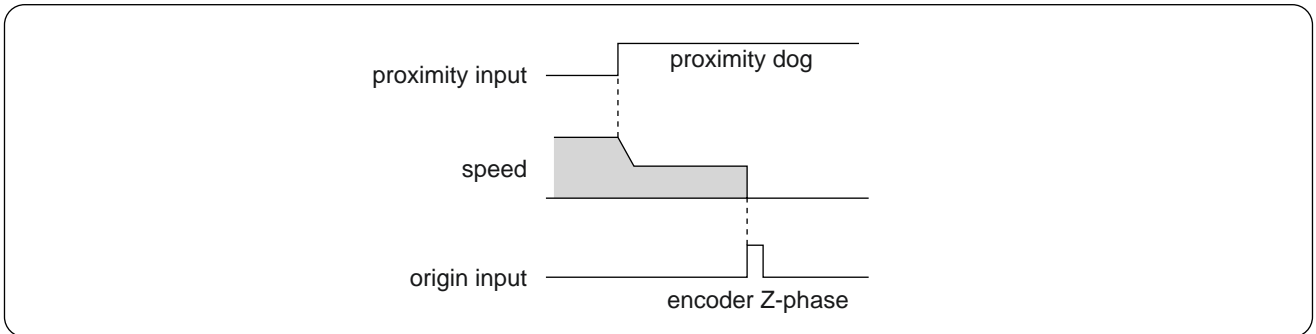 proximity input
proximity dog
speed
origin input
encoder Z-phase